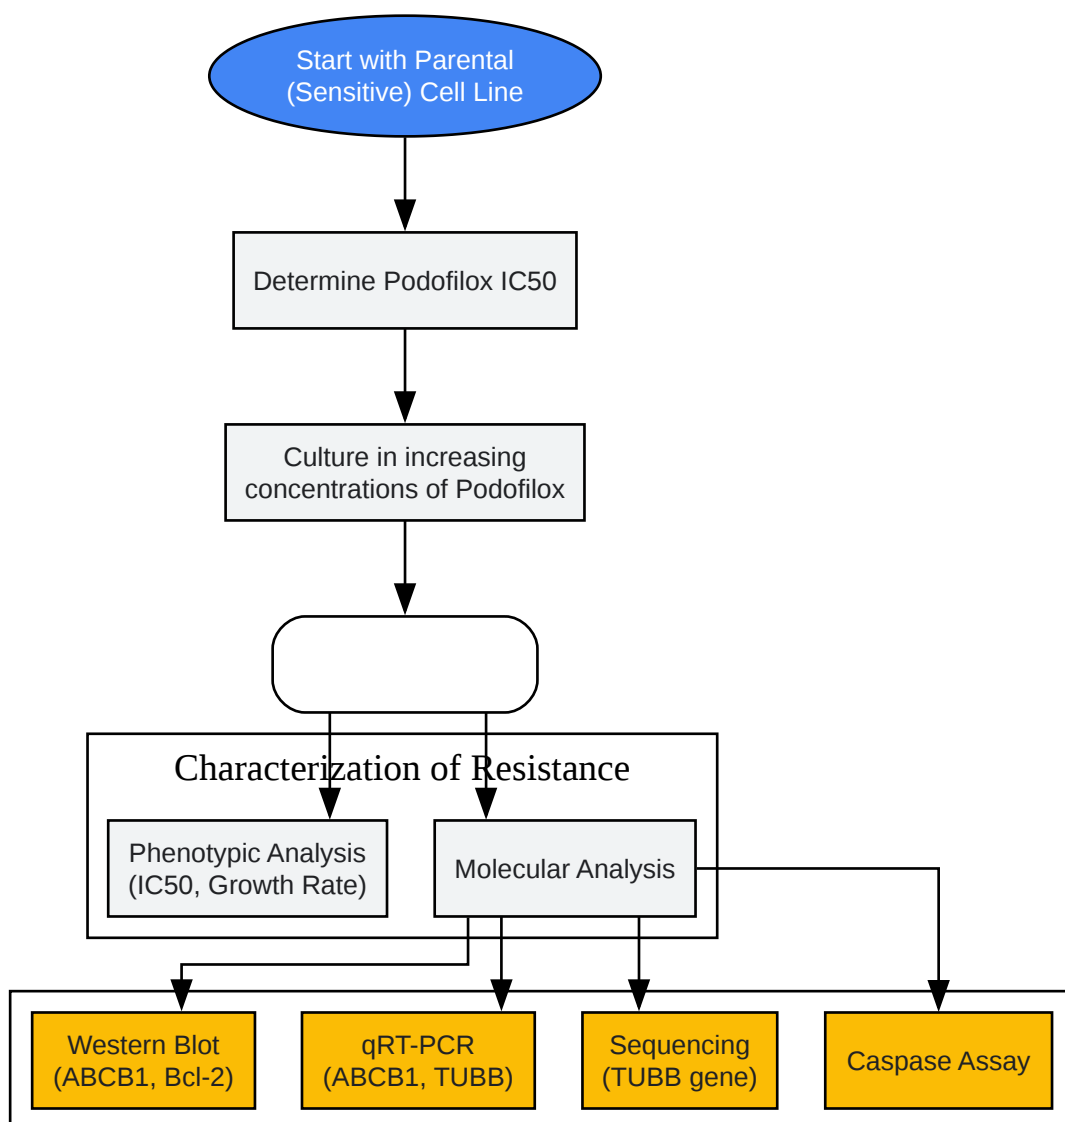 Start with Parental
(Sensitive) Cell Line
Determine Podofilox IC50
Culture in increasing
concentrations of Podofilox
Characterization of Resistance
Phenotypic Analysis
(IC50, Growth Rate)
Molecular Analysis
Western Blot
(ABCB1, Bcl-2)
qRT-PCR
(ABCB1, TUBB)
Sequencing
(TUBB gene)
Caspase Assay